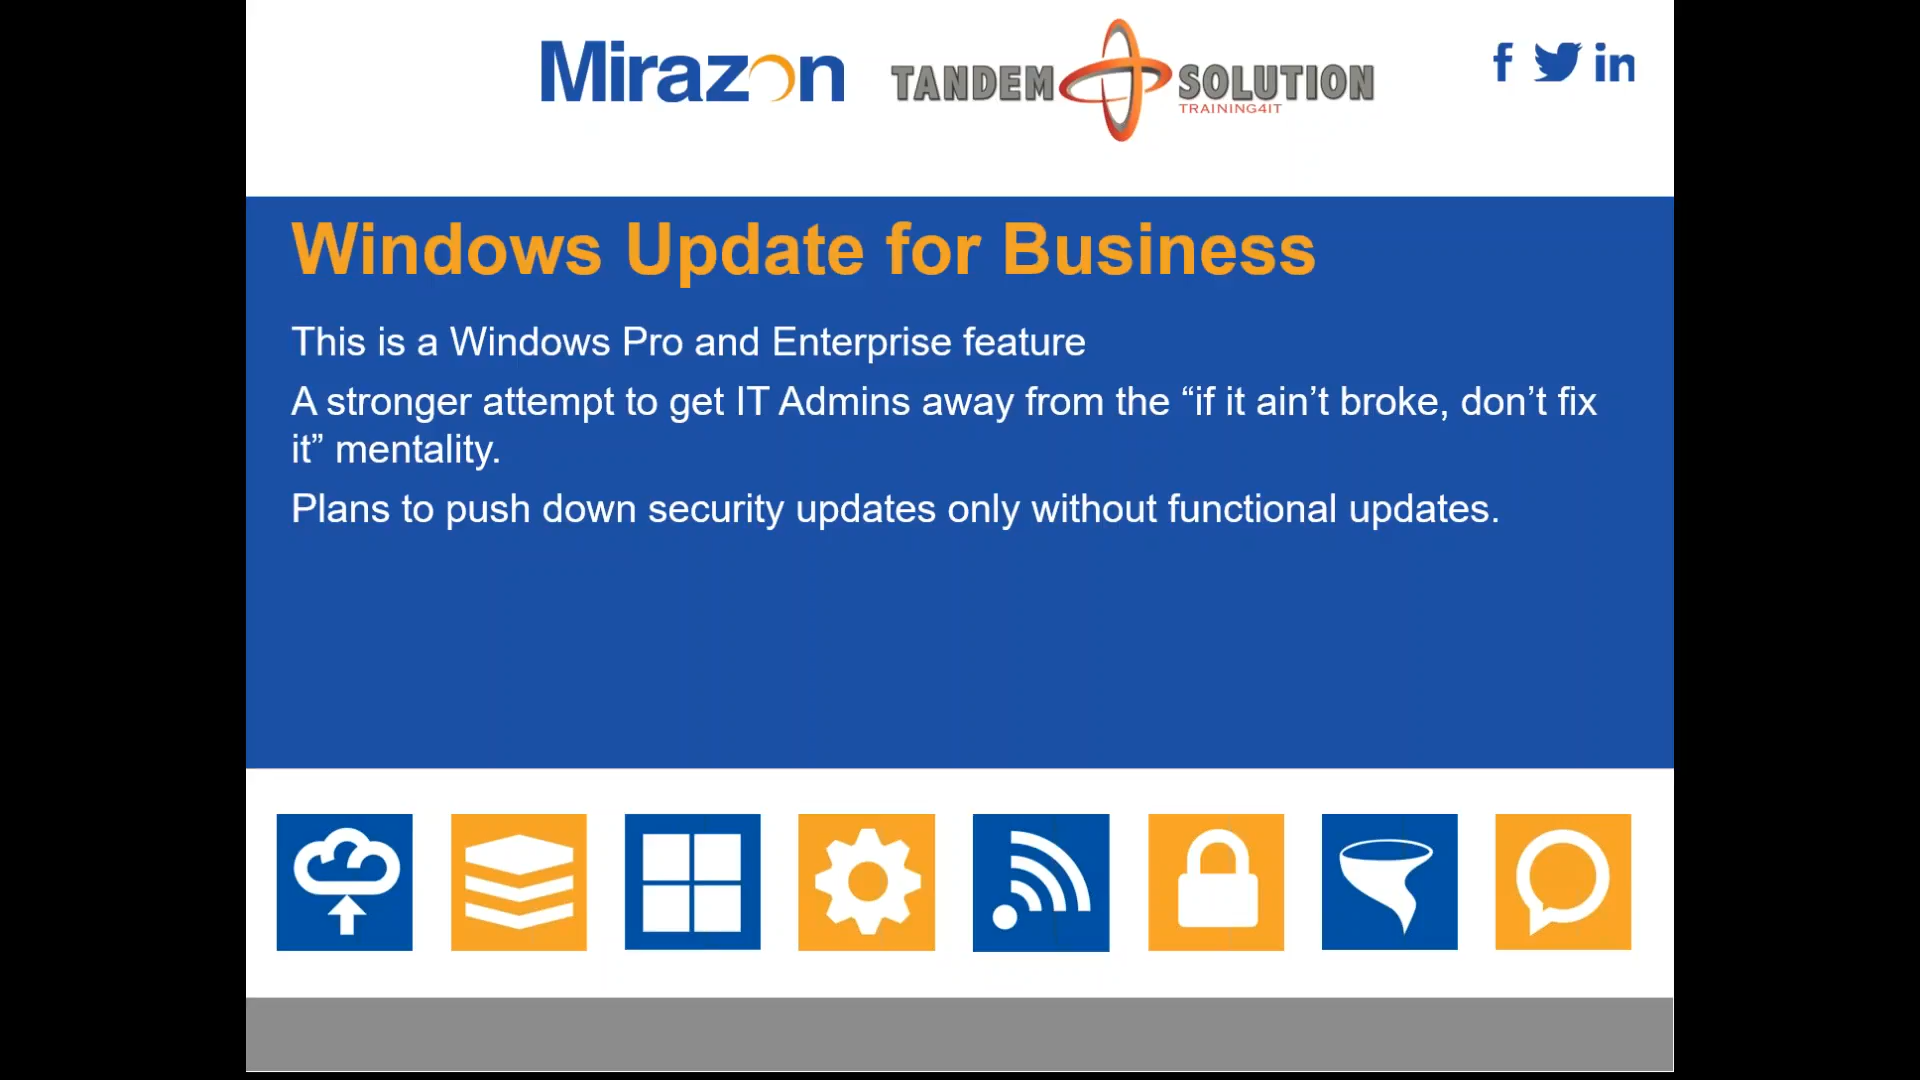 Mirazon
TANDEM SOLUTION
TRAINING4IT
f in
Windows Update for Business
This is a Windows Pro and Enterprise feature
A stronger attempt to get IT Admins away from the “if it ain’t broke, don’t fix
it” mentality.
Plans to push down security updates only without functional updates.